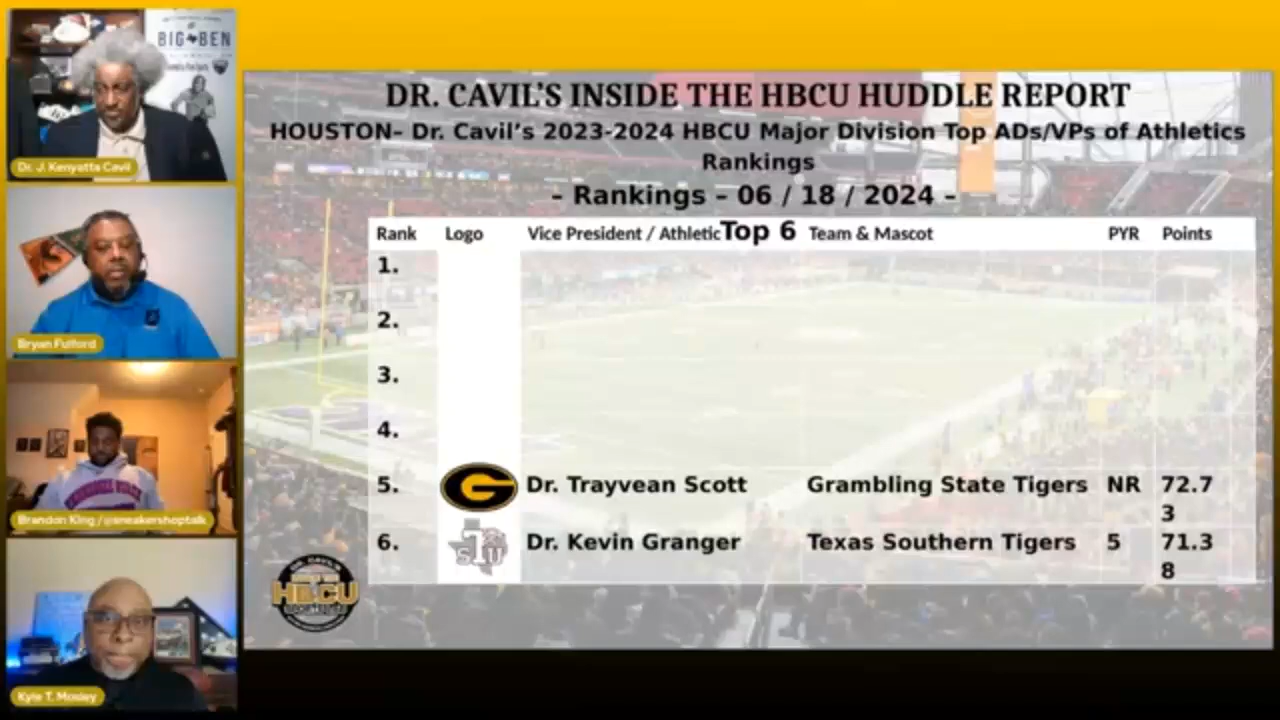 BIG BEN
Dr. J. Kenyatta Cavil
Bryan Fulford
Brandon King /@sneakershoptalk
Kyle T. Mosley
DR. CAVIL'S INSIDE THE HBCU HUDDLE REPORT
HOUSTON– Dr. Cavil's 2023-2024 HBCU Major Division Top ADs/VPs of Athletics
Rankings
– Rankings – 06 / 18 / 2024 –
Top 6
Rank Logo Vice President / Athletic Team & Mascot PYR Points
1.
2.
3.
4.
5. G Dr. Trayvean Scott Grambling State Tigers NR 72.7
3
6. Dr. Kevin Granger Texas Southern Tigers 5 71.3
8
DR. CAVIL'S
HBCU